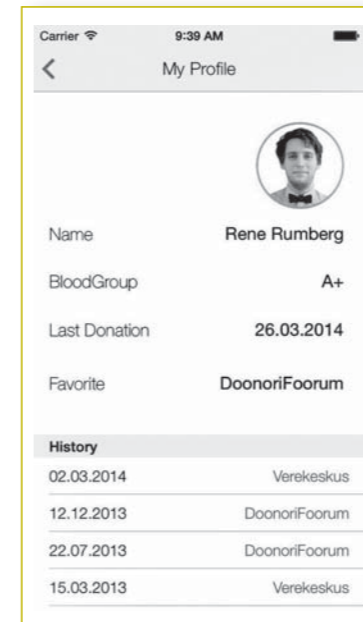 Carrier 9:39 AM
My Profile
Name Rene Rumberg
BloodGroup A+
Last Donation 26.03.2014
Favorite DoonoriFoorum
History
02.03.2014 Verekeskus
12.12.2013 DoonoriFoorum
22.07.2013 DoonoriFoorum
15.03.2013 Verekeskus